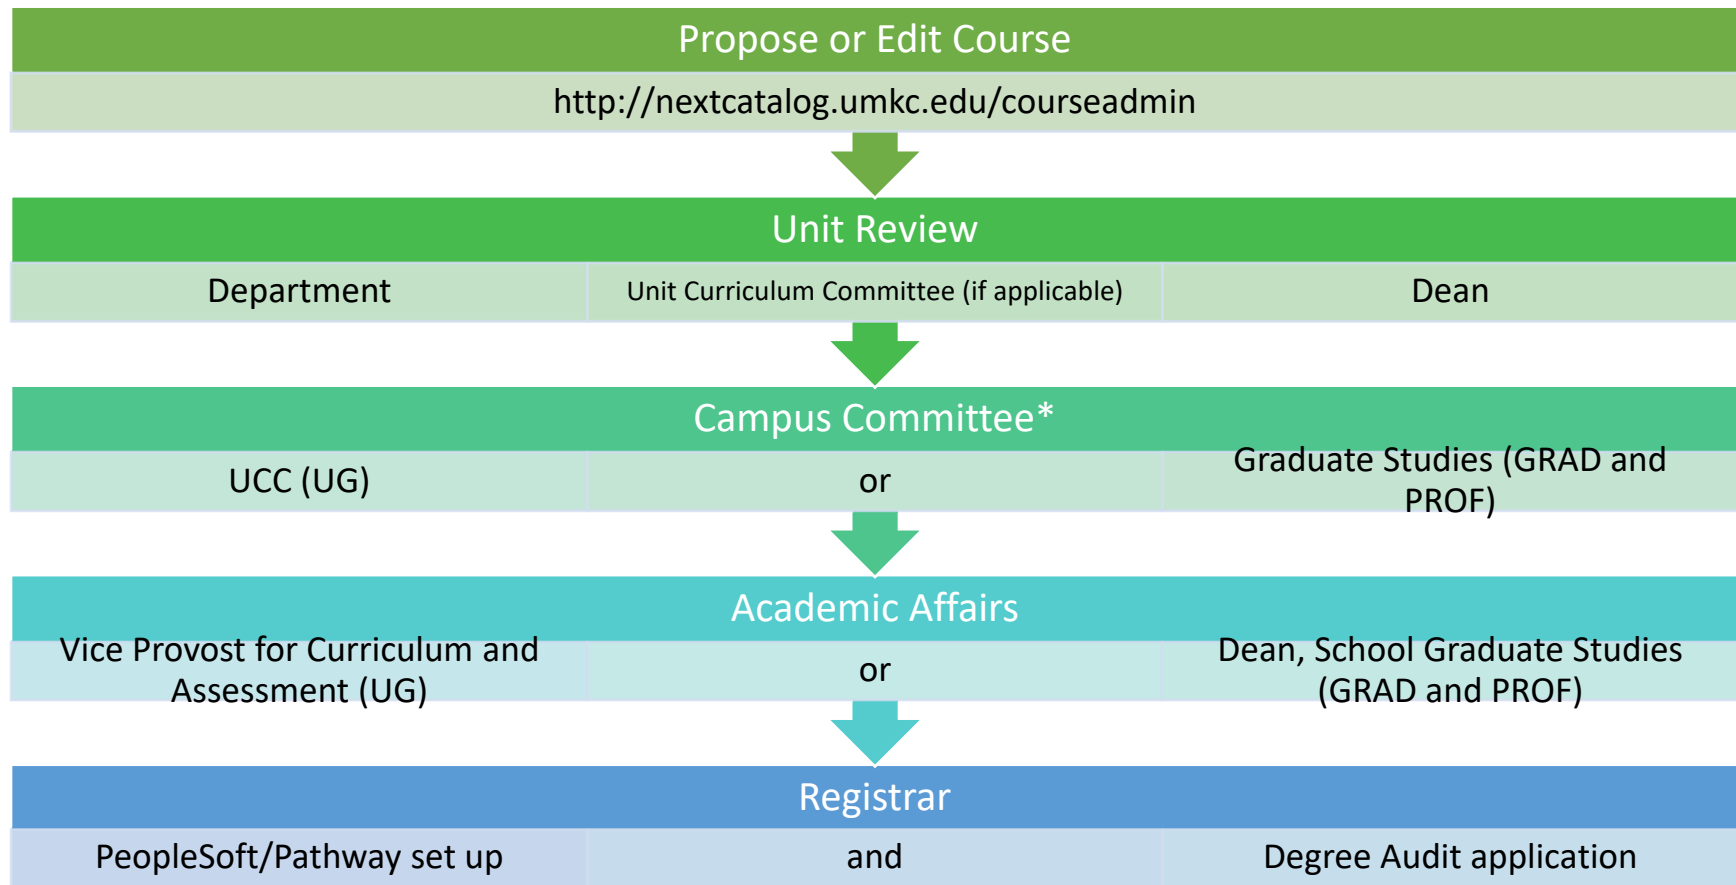 Propose or Edit Course
http://nextcatalog.umkc.edu/courseadmin
Unit Review
Department
Unit Curriculum Committee (if applicable)
Dean
Campus Committee*
UCC (UG)
or
Graduate Studies (GRAD and
PROF)
Academic Affairs
Vice Provost for Curriculum and
Assessment (UG)
or
Dean, School Graduate Studies
(GRAD and PROF)
Registrar
PeopleSoft/Pathway set up
and
Degree Audit application